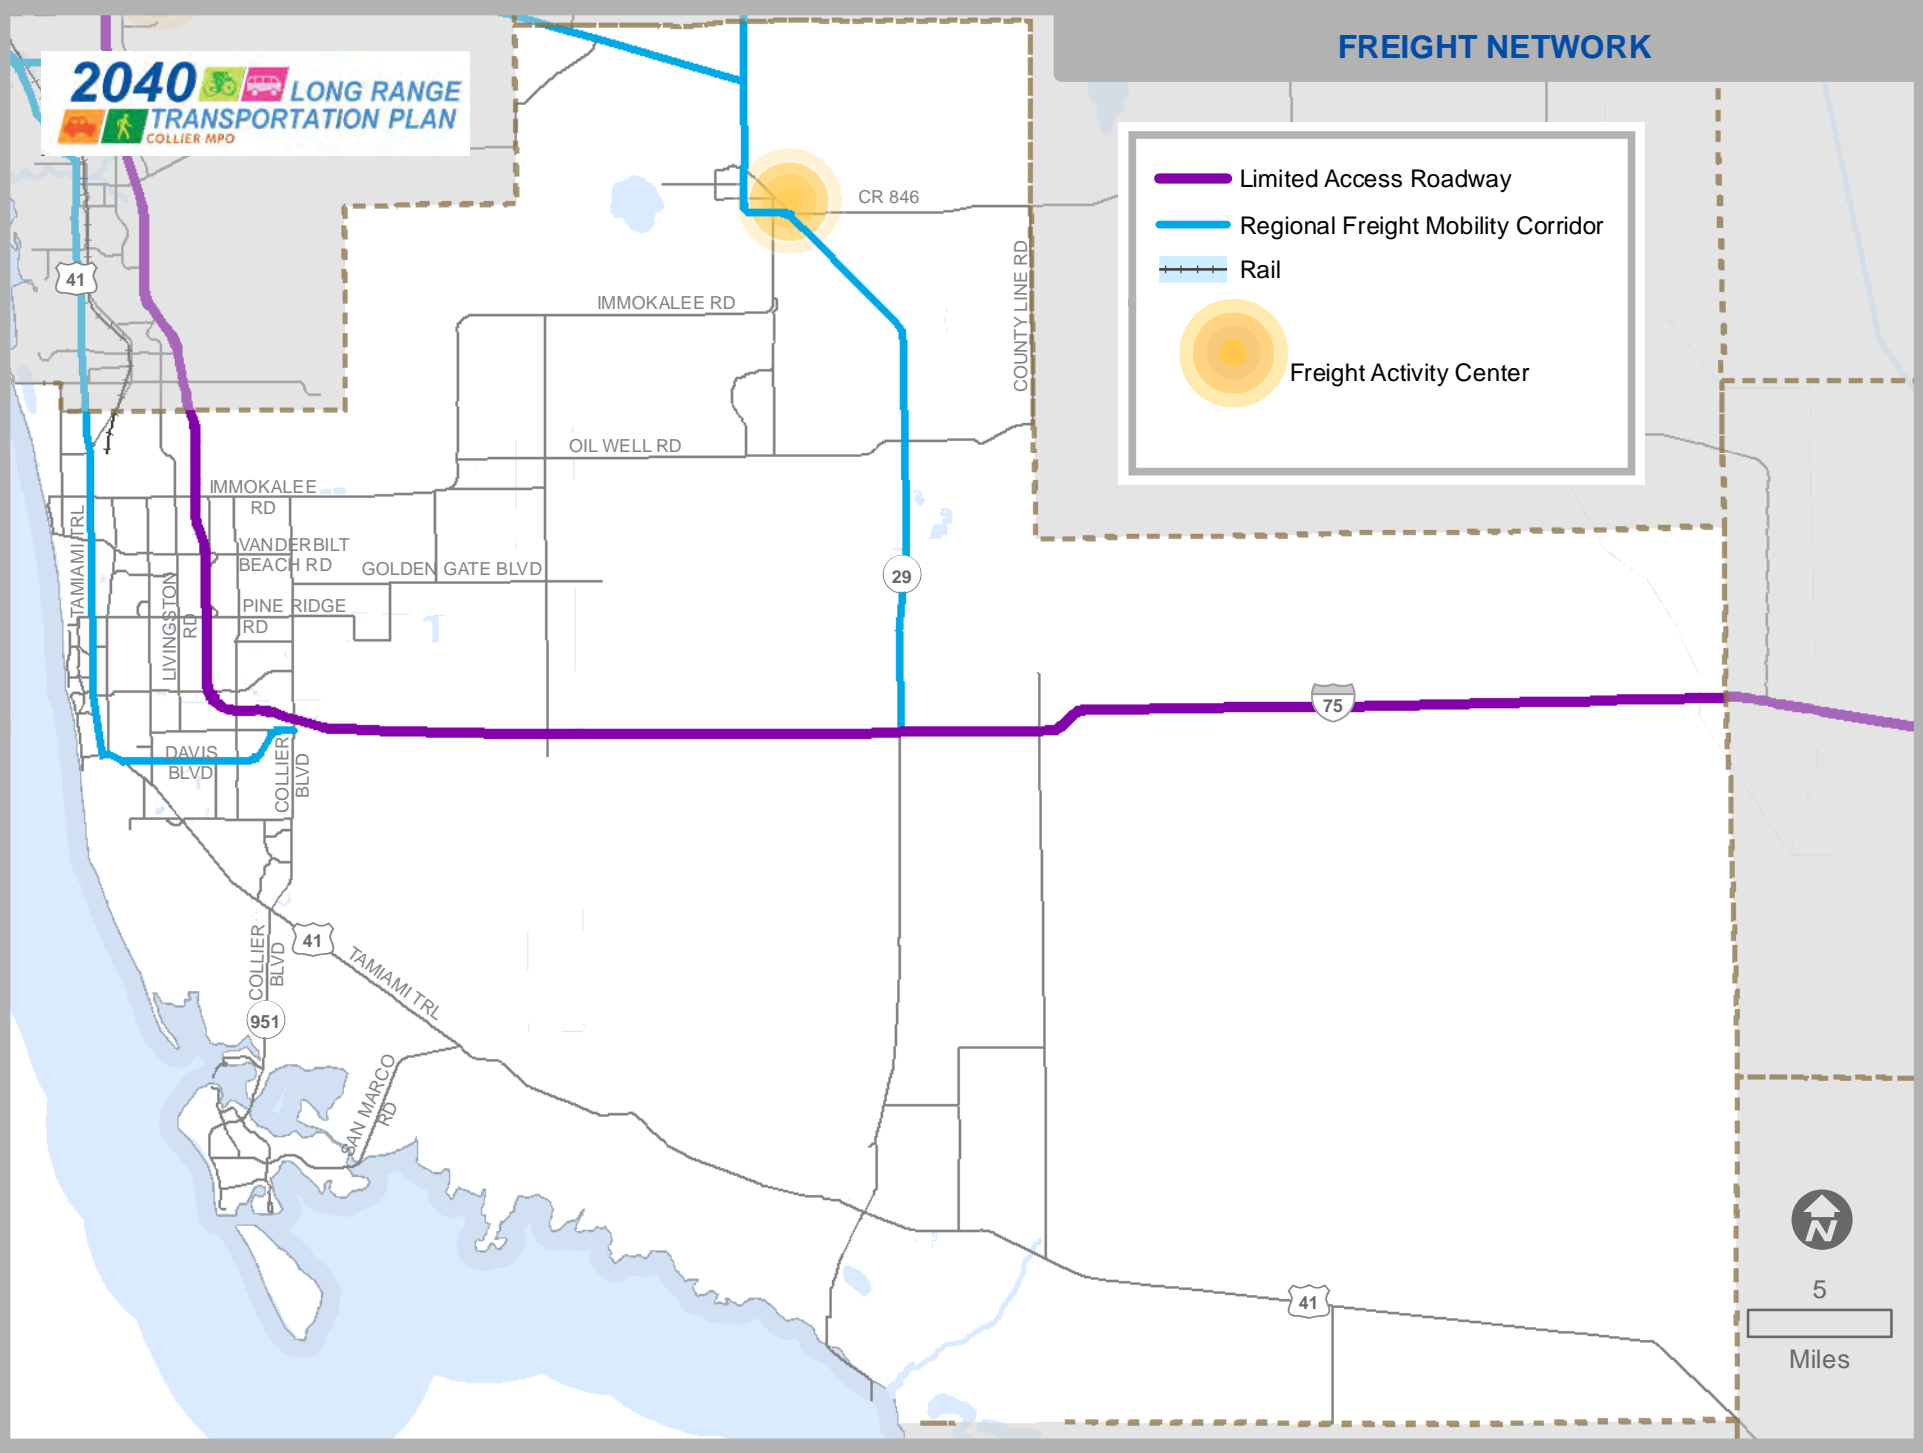 FREIGHT NETWORK
2040 LONG RANGE
TRANSPORTATION PLAN
COLLIER MPO
Limited Access Roadway
Regional Freight Mobility Corridor
Rail
Freight Activity Center
CR 846
41
IMMOKALEE RD
COUNTY LINE RD
OIL WELL RD
IMMOKALEE
RD
TAMIAMI TRL
VANDERBILT
BEACH RD
GOLDEN GATE BLVD
29
LIVINGSTON
RD
PINE RIDGE
RD
75
DAVIS
BLVD
COLLIER
BLVD
41
COLLIER
BLVD
TAMIAMI TRL
951
SAN MARCO
RD
41
N
5
Miles